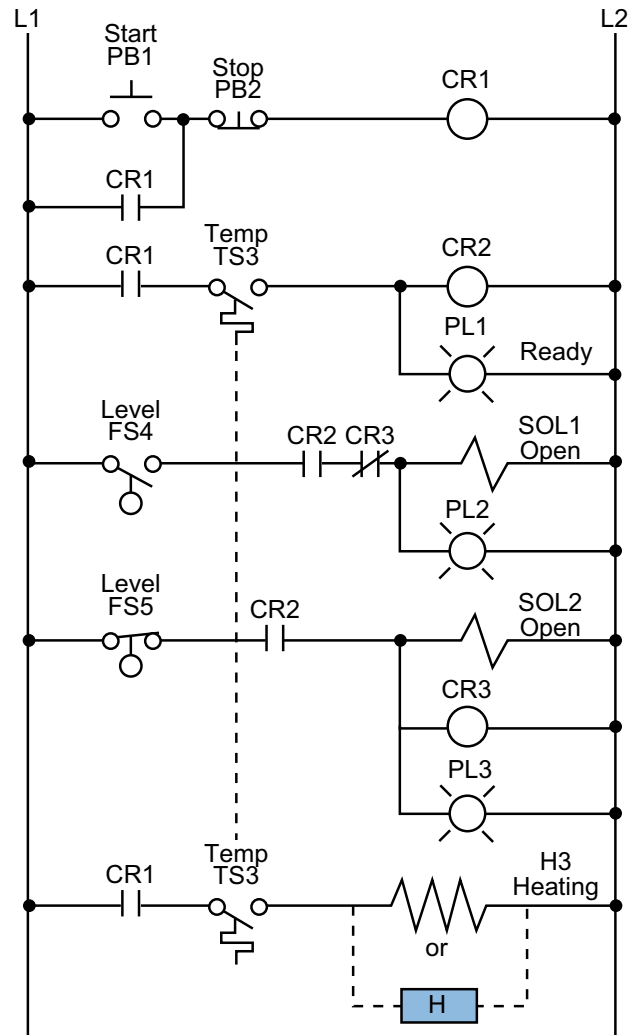 L1
L2
Start
PB1
Stop
PB2
CR1
CR1
CR1
Temp
TS3
CR2
PL1
Ready
Level
FS4
CR2 CR3
SOL1
Open
PL2
Level
FS5
CR2
SOL2
Open
CR3
PL3
CR1
Temp
TS3
H3
Heating
or
H